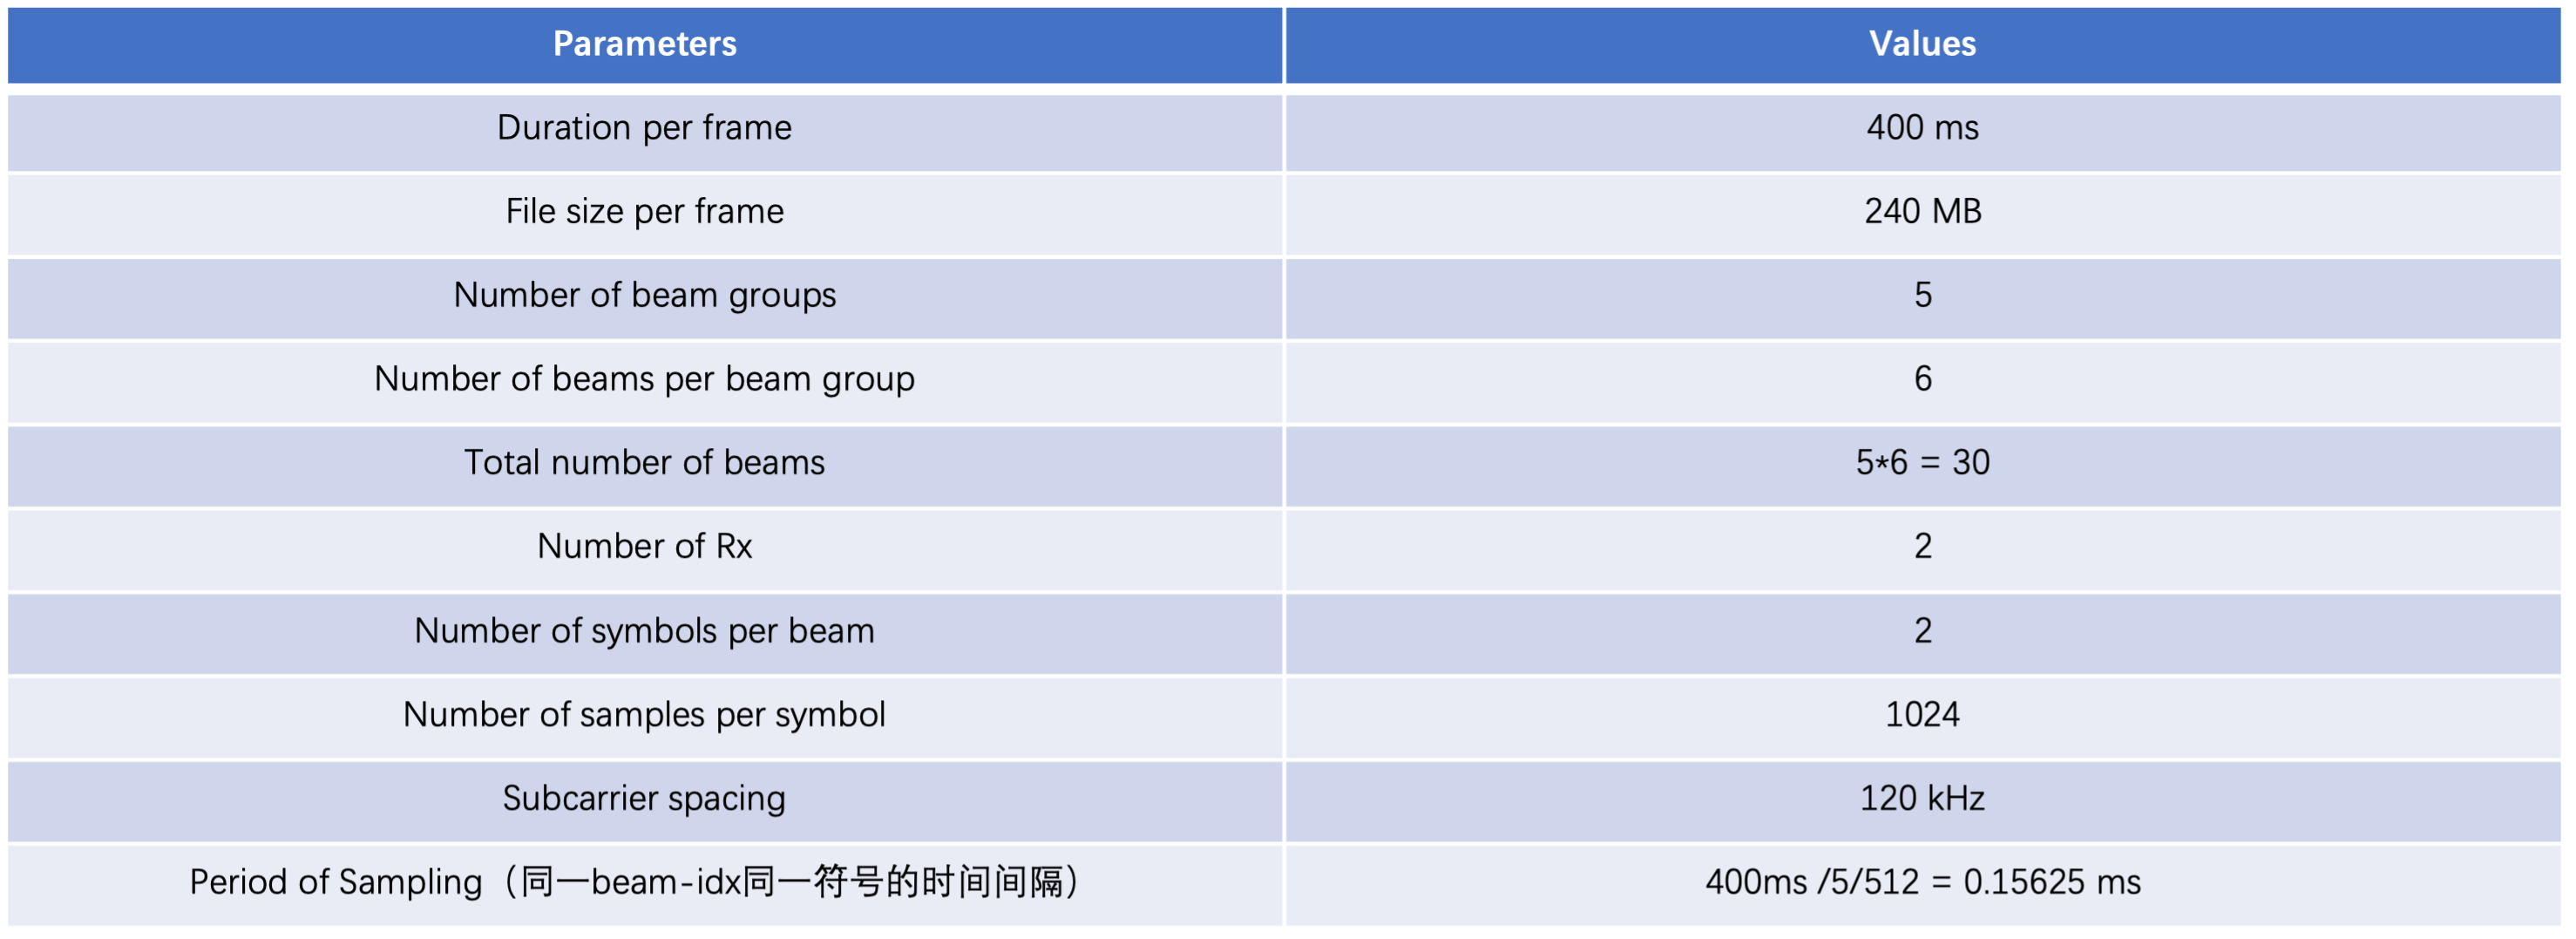 Parameters Values
Duration per frame 400 ms
File size per frame 240 MB
Number of beam groups 5
Number of beams per beam group 6
Total number of beams 5*6 = 30
Number of Rx 2
Number of symbols per beam 2
Number of samples per symbol 1024
Subcarrier spacing 120 kHz
Period of Sampling（同一beam-idx同一符号的时间间隔） 400ms /5/512 = 0.15625 ms